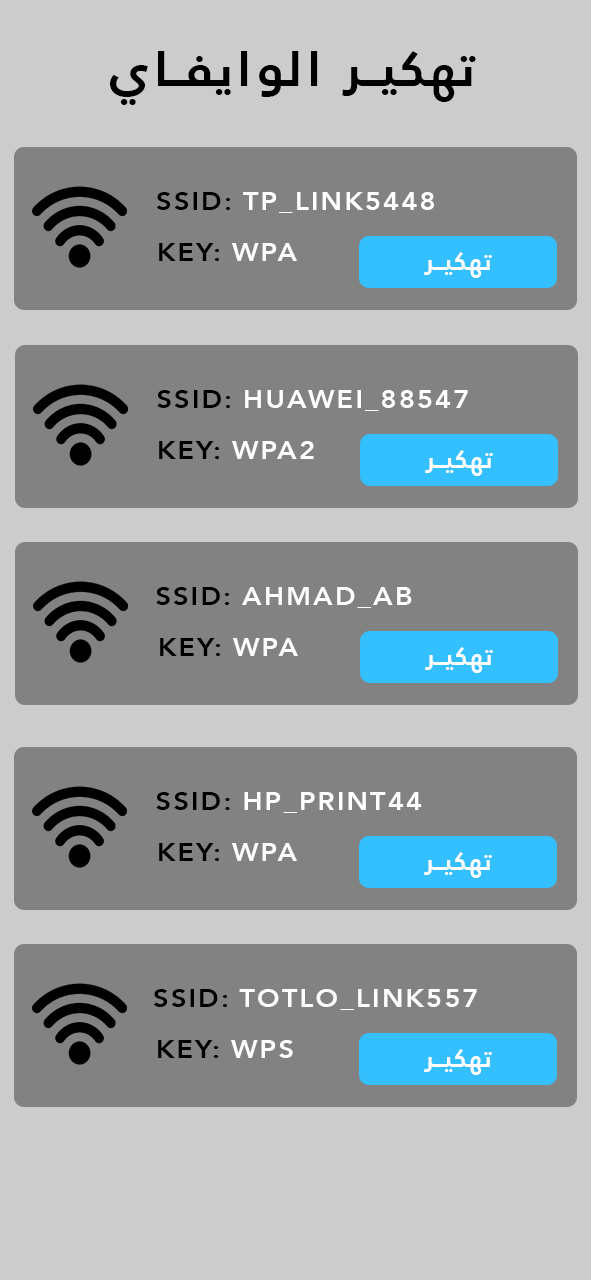 تهكير الوايفاي
SSID: TP_LINK5448
KEY: WPA
تهكير
SSID: HUAWEI_88547
KEY: WPA2
تهكير
SSID: AHMAD_AB
KEY: WPA
تهكير
SSID: HP_PRINT44
KEY: WPA
تهكير
SSID: TOTLO_LINK557
KEY: WPS
تهكير